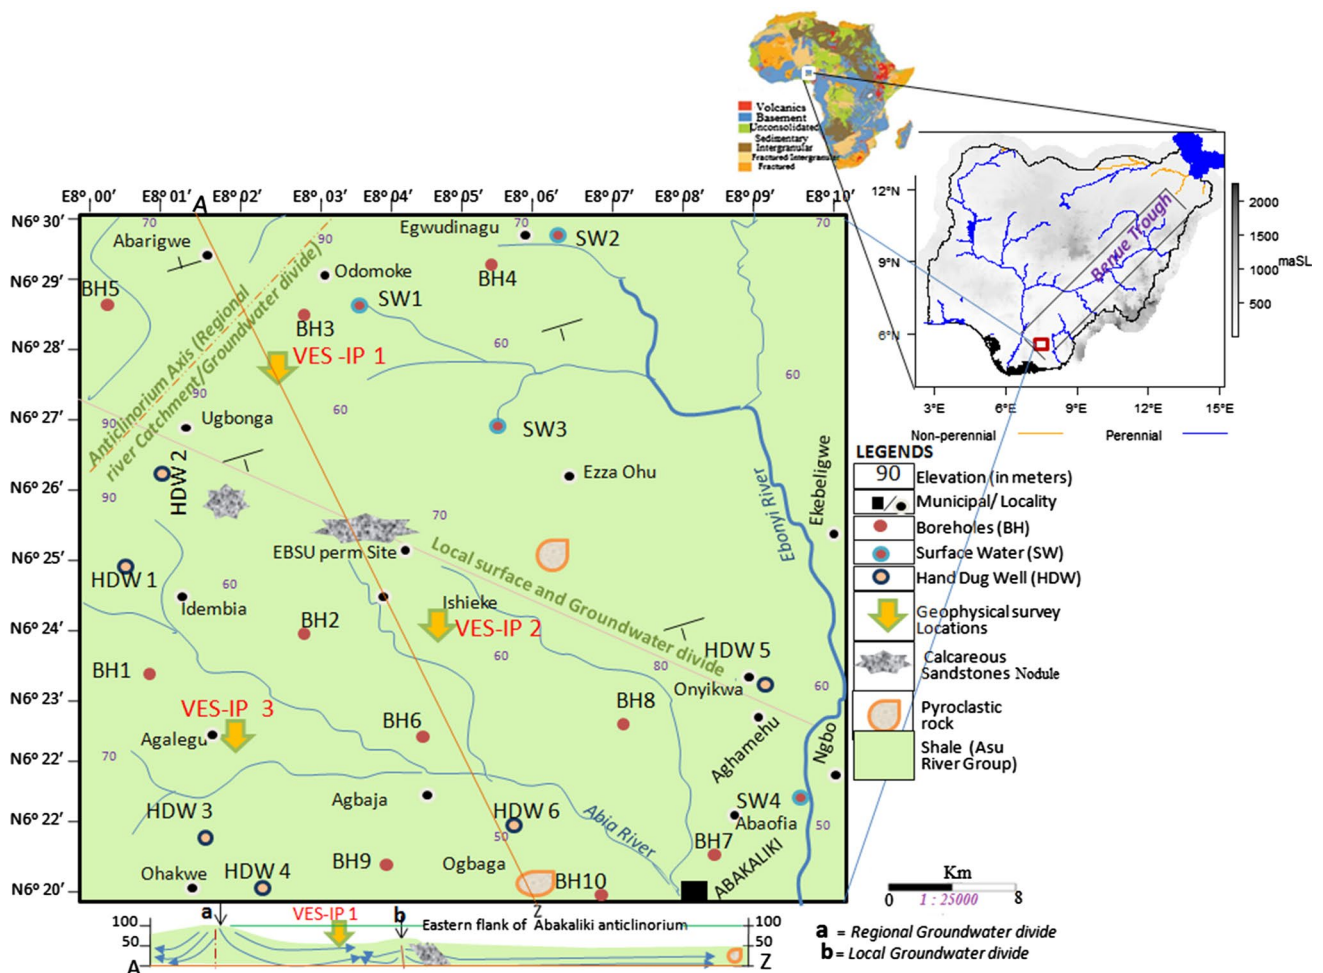 Volcanics
Basement
Unconsolidated
Sedimentary
Intergranular
Fractured Intergranular
Fractured
12°N
9°N
6°N
3°E 6°E 9°E 12°E 15°E
Benue Trough
2000
1500
1000
500
maSL
Non-perennial
Perennial
E8°00′ E8°01′ E8°02′ E8°03′ E8°04′ E8°05′ E8°06′ E8°07′ E8°08′ E8°09′ E8°10′
A
N6°30′
N6°29′
N6°28′
N6°27′
N6°26′
N6°25′
N6°24′
N6°23′
N6°22′
N6°22′
N6°20′
70
90
70
70
Abarigwe
Egwudinagu
SW2
Odomoke
BH4
BH5
SW1
BH3
VES -IP 1
60
60
Anticlinorium Axis (Regional
river Catchment/Groundwater divide)
90
60
90
Ugbonga
SW3
HDW 2
Ezza Ohu
90
Ebonyi River
Ekebeligwe
70
EBSU perm Site
Local surface and Groundwater divide
HDW 1
60
Idembia
Ishieke
BH2
VES-IP 2
60
80
HDW 5
Onyikwa
60
BH1
VES-IP 3
BH8
BH6
Agalegu
Aghamehu
Ngbo
70
Agbaja
HDW 3
HDW 6
50
Abia River
SW4
Abaofia
50
BH7
Ohakwe
HDW 4
BH9
Ogbaga
BH10
ABAKALIKI
Z
LEGENDS
90 Elevation (in meters)
/ Municipal/ Locality
Boreholes (BH)
Surface Water (SW)
Hand Dug Well (HDW)
Geophysical survey
Locations
Calcareous
Sandstones Nodule
Pyroclastic
rock
Shale (Asu
River Group)
Km
0 8
1 : 25000
a = Regional Groundwater divide
b = Local Groundwater divide
a
VES-IP 1
b
Eastern flank of Abakaliki anticlinorium
100
50
A
100
50
Z